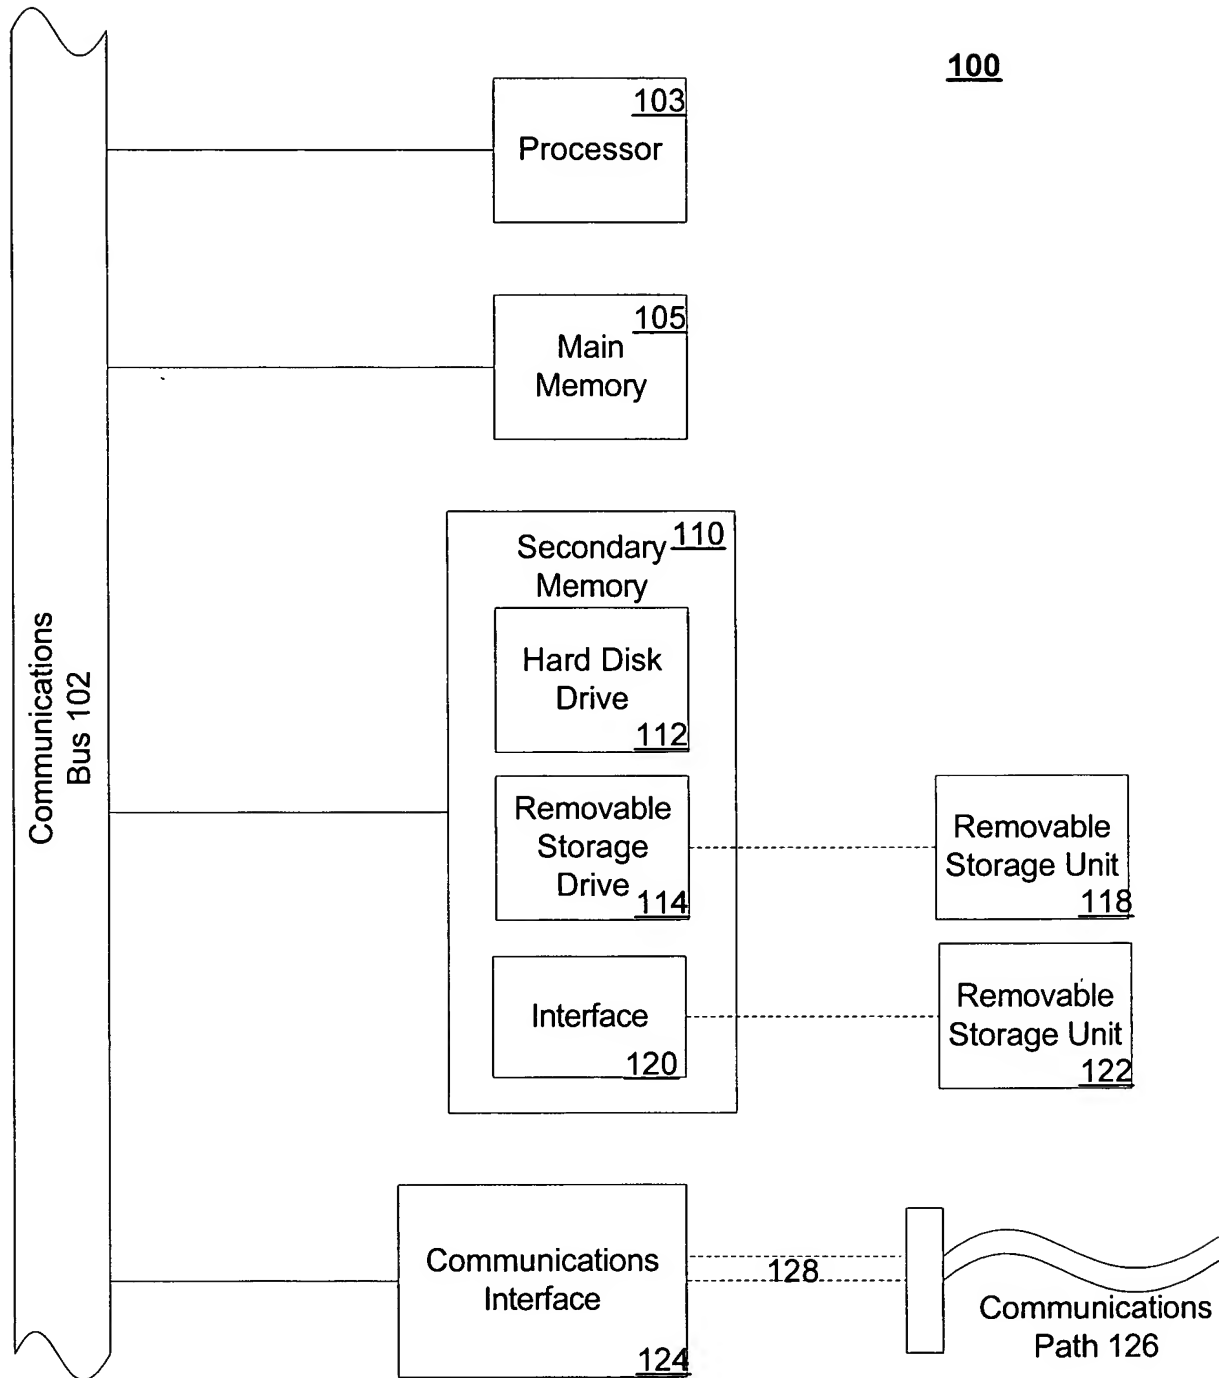 100
103
Processor
105
Main
Memory
110
Secondary
Memory
Hard Disk
Drive
112
Removable
Storage
Drive
114
Removable
Storage Unit
118
Interface
120
Removable
Storage Unit
122
Communications
Bus 102
Communications
Interface
124
128
Communications
Path 126